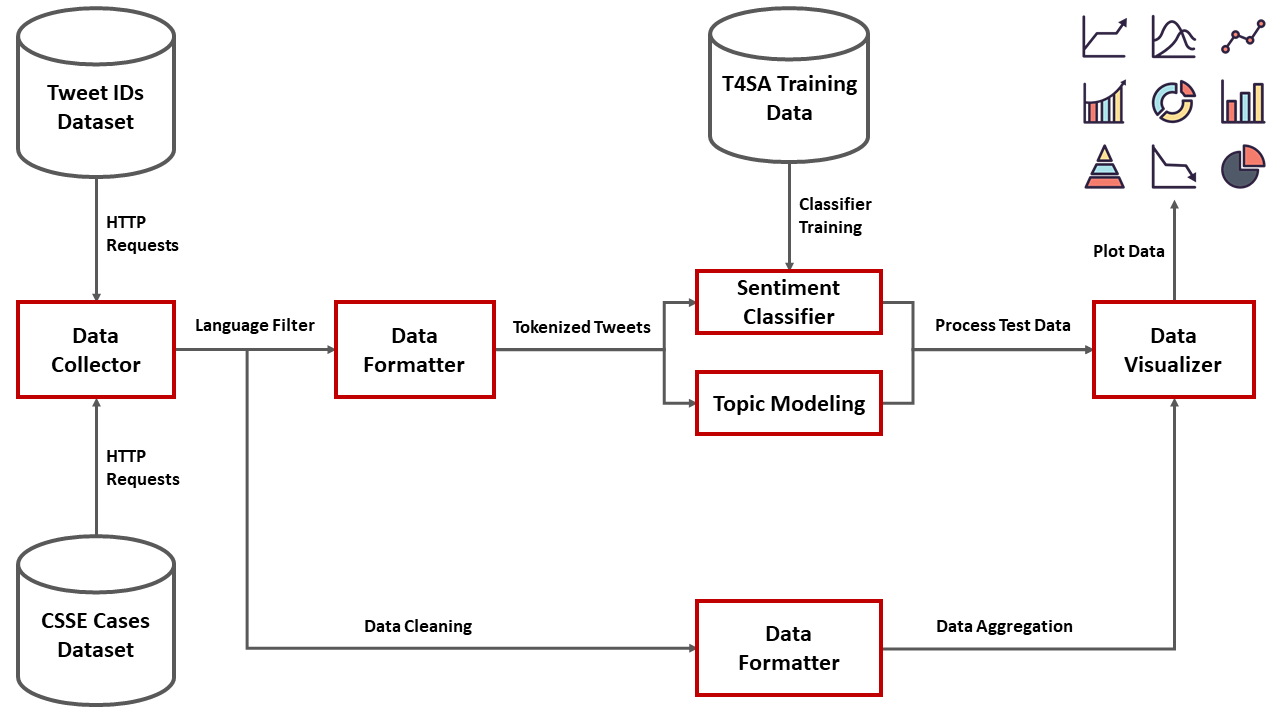 Tweet IDs
Dataset
T4SA Training
Data
HTTP
Requests
Classifier
Training
Plot Data
Data
Collector
Language Filter
Data
Formatter
Tokenized Tweets
Sentiment
Classifier
Topic Modeling
Process Test Data
Data
Visualizer
HTTP
Requests
CSSE Cases
Dataset
Data Cleaning
Data
Formatter
Data Aggregation